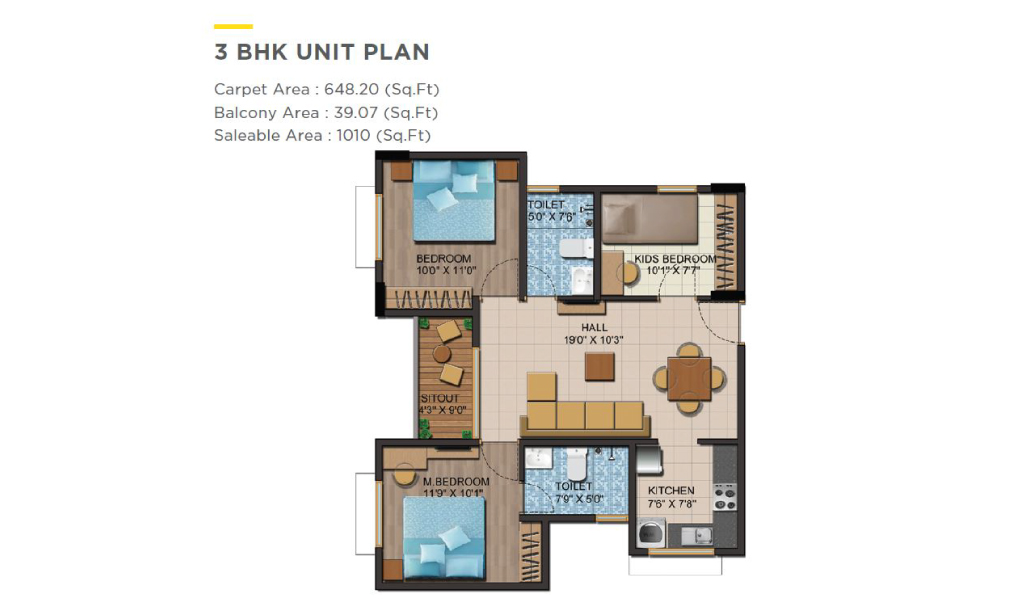 3 BHK UNIT PLAN
Carpet Area : 648.20 (Sq.Ft)
Balcony Area : 39.07 (Sq.Ft)
Saleable Area : 1010 (Sq.Ft)
TOILET
5'0" X 7'6"
BEDROOM
10'0" X 11'0"
KIDS BEDROOM
10'1" X 7'7"
HALL
19'0" X 10'3"
SITOUT
4'3" X 9'0"
M.BEDROOM
11'9" X 10'1"
TOILET
7'9" X 5'0"
KITCHEN
7'6" X 7'8"